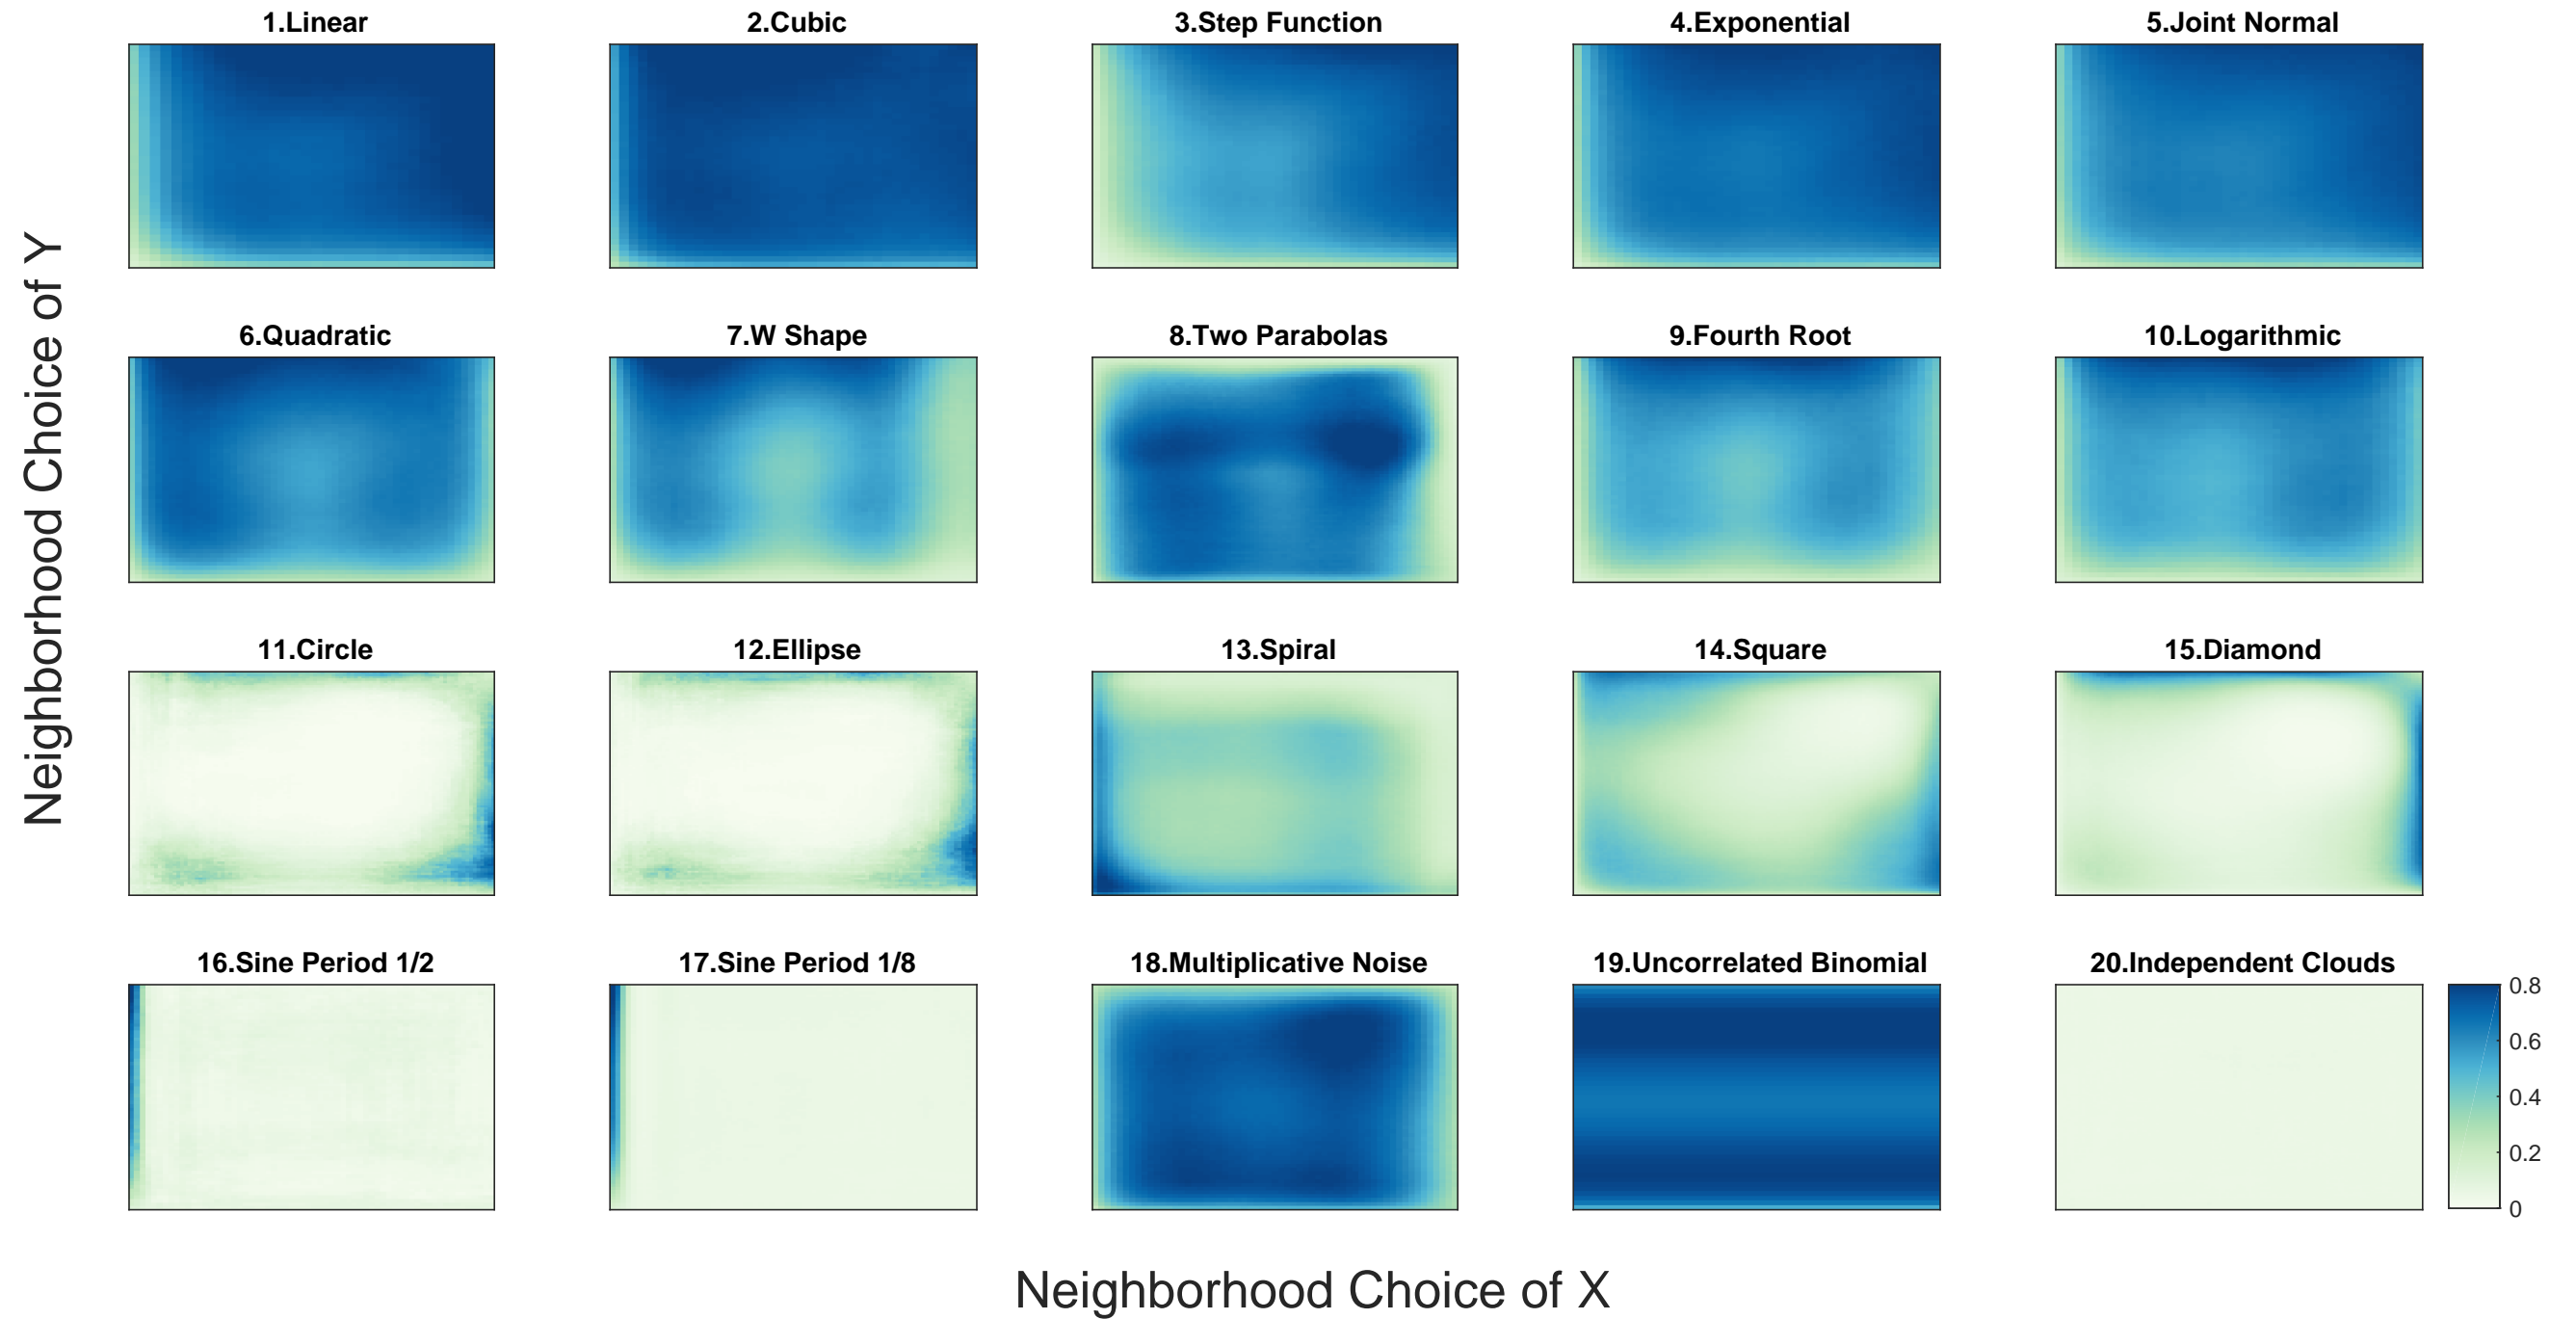 1.Linear
2.Cubic
3.Step Function
4.Exponential
5.Joint Normal
6.Quadratic
7.W Shape
8.Two Parabolas
9.Fourth Root
10.Logarithmic
Neighborhood Choice of Y
11.Circle
12.Ellipse
13.Spiral
14.Square
15.Diamond
16.Sine Period 1/2
17.Sine Period 1/8
18.Multiplicative Noise
19.Uncorrelated Binomial
20.Independent Clouds
0.8
0.6
0.4
0.2
0
Neighborhood Choice of X